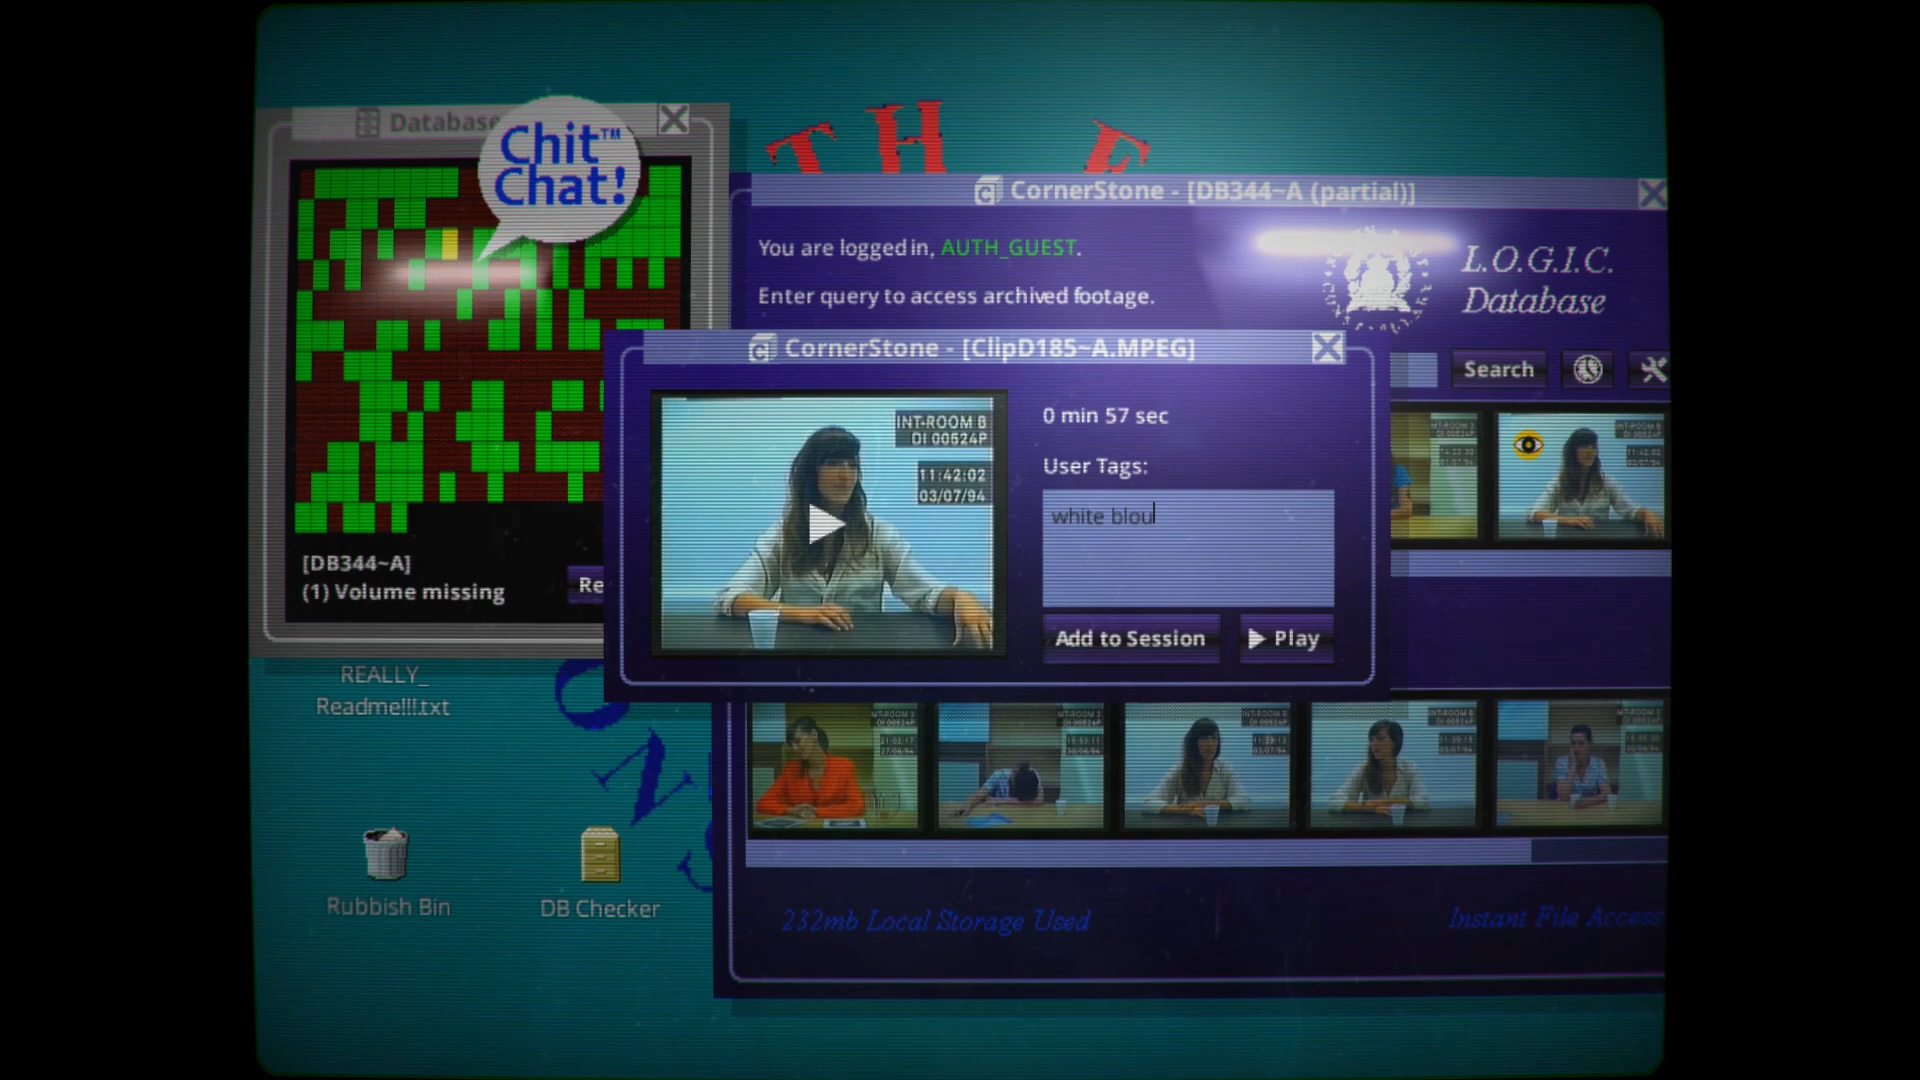 Database
Chit™
Chat!
THE
CornerStone - [DB344~A (partial)]
You are logged in, AUTH_GUEST.
Enter query to access archived footage.
L.O.G.I.C.
Database
Search
CornerStone - [ClipD185~A.MPEG]
INT-ROOM B
DI 00524P
11:42:02
03/07/94
0 min 57 sec
User Tags:
white blou
Add to Session
Play
[DB344~A]
(1) Volume missing
Re
REALLY_
Readme!!!.txt
Rubbish Bin
DB Checker
232mb Local Storage Used
Instant File Access